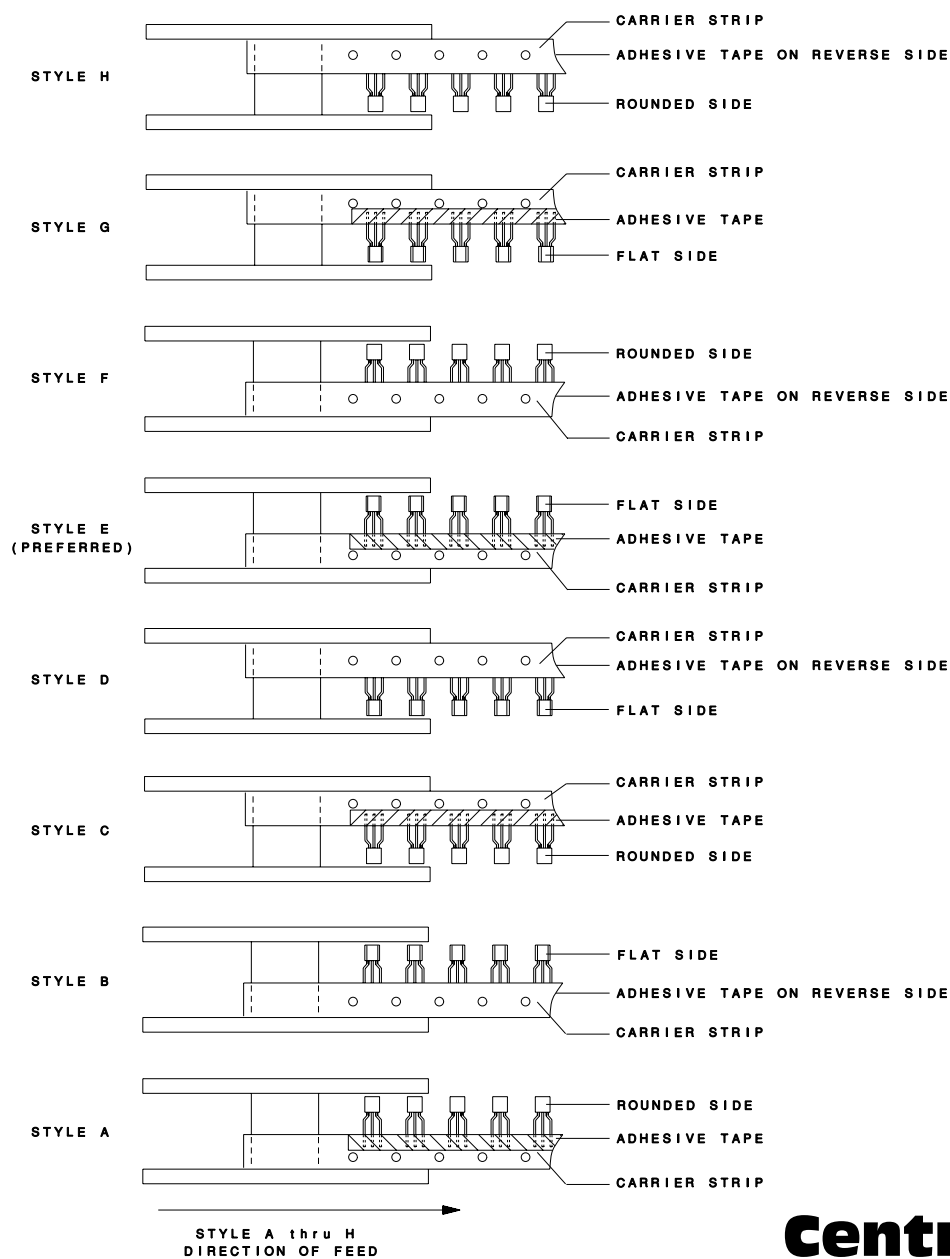 CARRIER STRIP
ADHESIVE TAPE ON REVERSE SIDE
STYLE H
ROUNDED SIDE
CARRIER STRIP
ADHESIVE TAPE
STYLE G
FLAT SIDE
ROUNDED SIDE
STYLE F
ADHESIVE TAPE ON REVERSE SIDE
CARRIER STRIP
FLAT SIDE
STYLE E
(PREFERRED)
ADHESIVE TAPE
CARRIER STRIP
CARRIER STRIP
ADHESIVE TAPE ON REVERSE SIDE
STYLE D
FLAT SIDE
CARRIER STRIP
ADHESIVE TAPE
STYLE C
ROUNDED SIDE
FLAT SIDE
STYLE B
ADHESIVE TAPE ON REVERSE SIDE
CARRIER STRIP
ROUNDED SIDE
STYLE A
ADHESIVE TAPE
CARRIER STRIP
STYLE A thru H
DIRECTION OF FEED